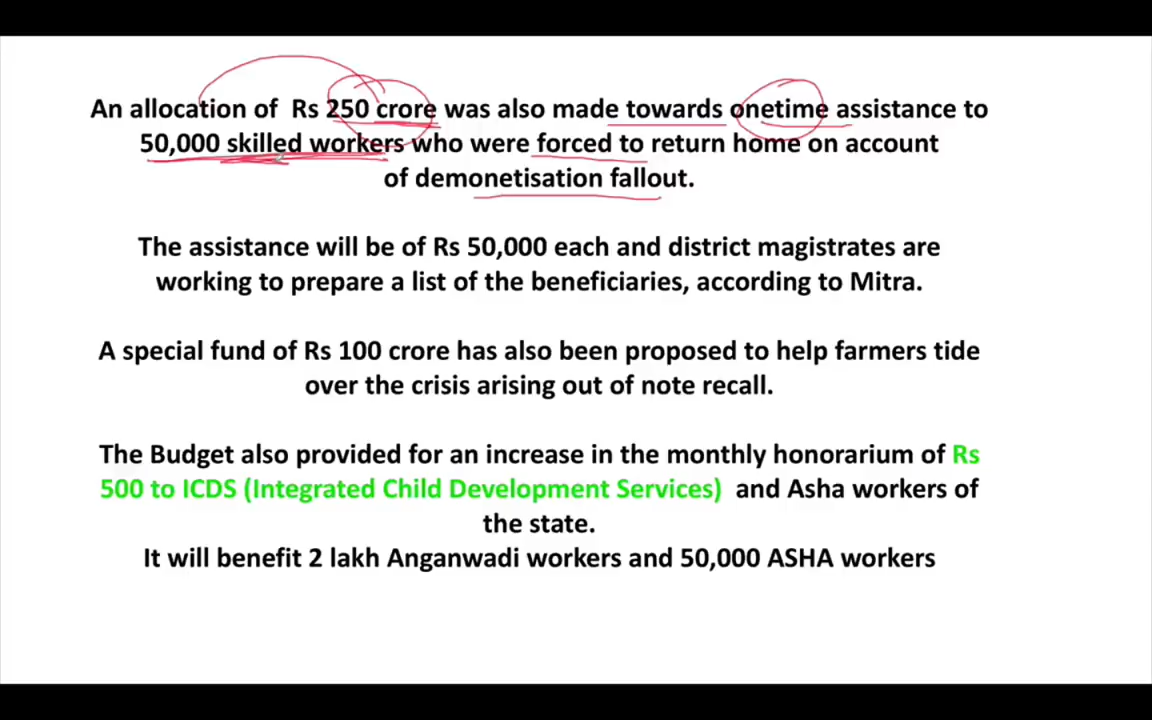 An allocation of Rs 250 crore was also made towards onetime assistance to
50,000 skilled workers who were forced to return home on account
of demonetisation fallout.
The assistance will be of Rs 50,000 each and district magistrates are
working to prepare a list of the beneficiaries, according to Mitra.
A special fund of Rs 100 crore has also been proposed to help farmers tide
over the crisis arising out of note recall.
The Budget also provided for an increase in the monthly honorarium of Rs
500 to ICDS (Integrated Child Development Services) and Asha workers of
the state.
It will benefit 2 lakh Anganwadi workers and 50,000 ASHA workers